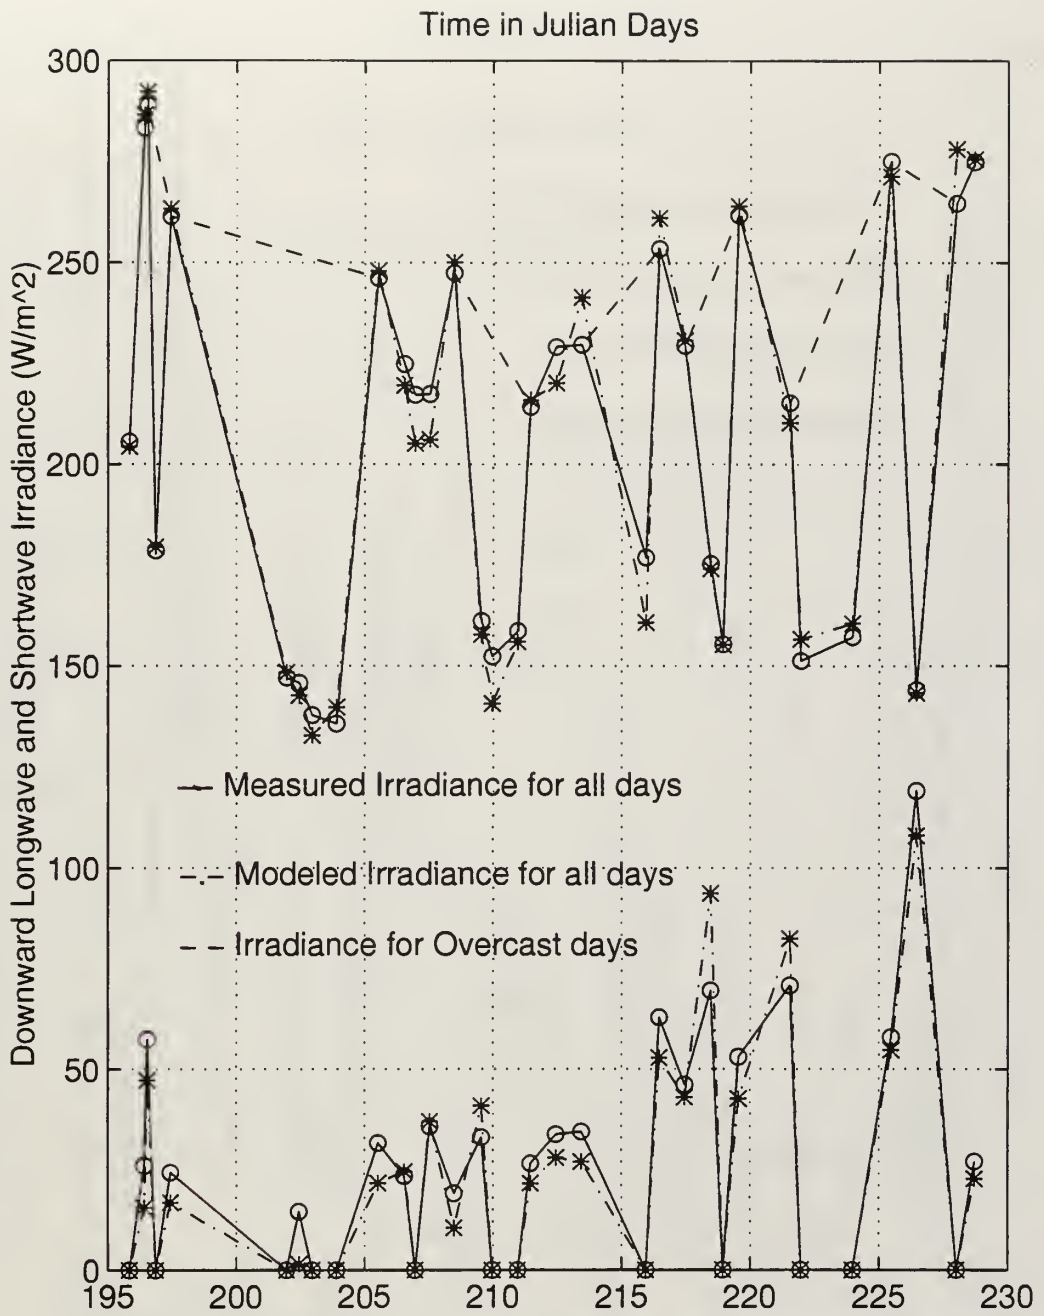 Time in Julian Days
Downward Longwave and Shortwave Irradiance (W/m^2)
300
250
200
150
100
50
0
Measured Irradiance for all days
Modeled Irradiance for all days
Irradiance for Overcast days
195 200 205 210 215 220 225 230